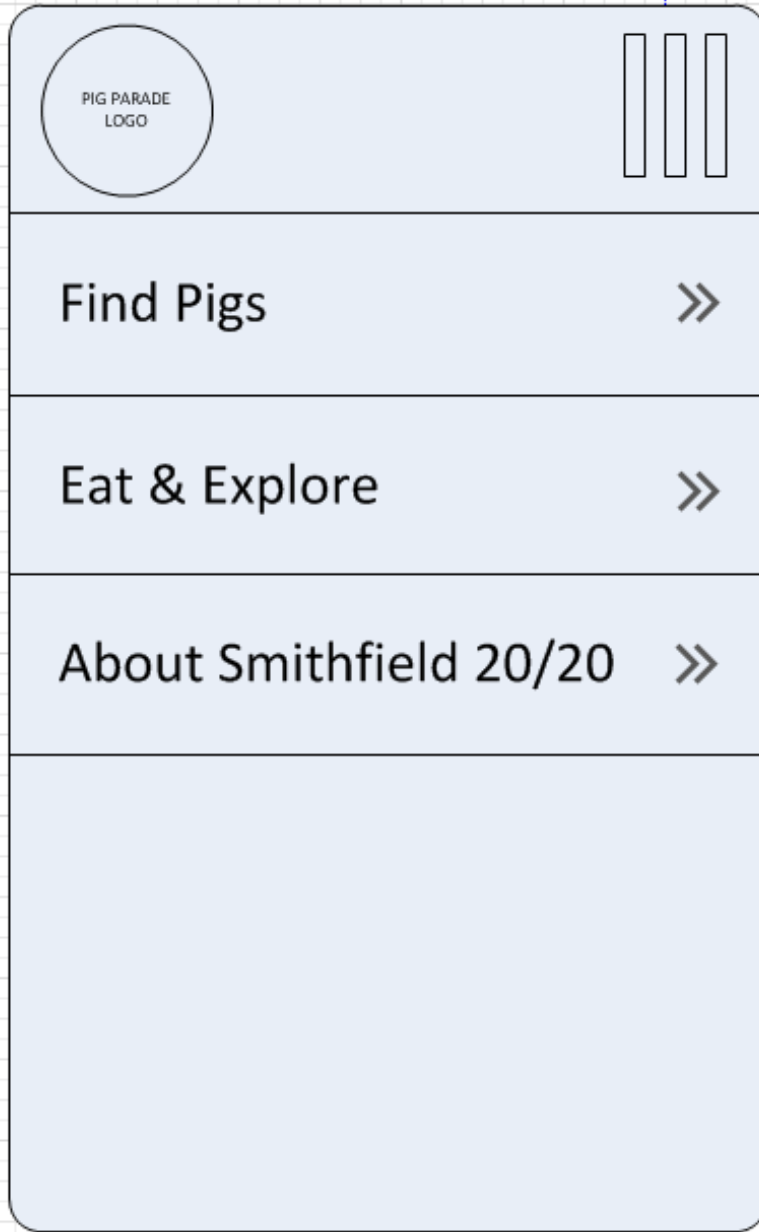 PIG PARADE
LOGO
Find Pigs
Eat & Explore
About Smithfield 20/20